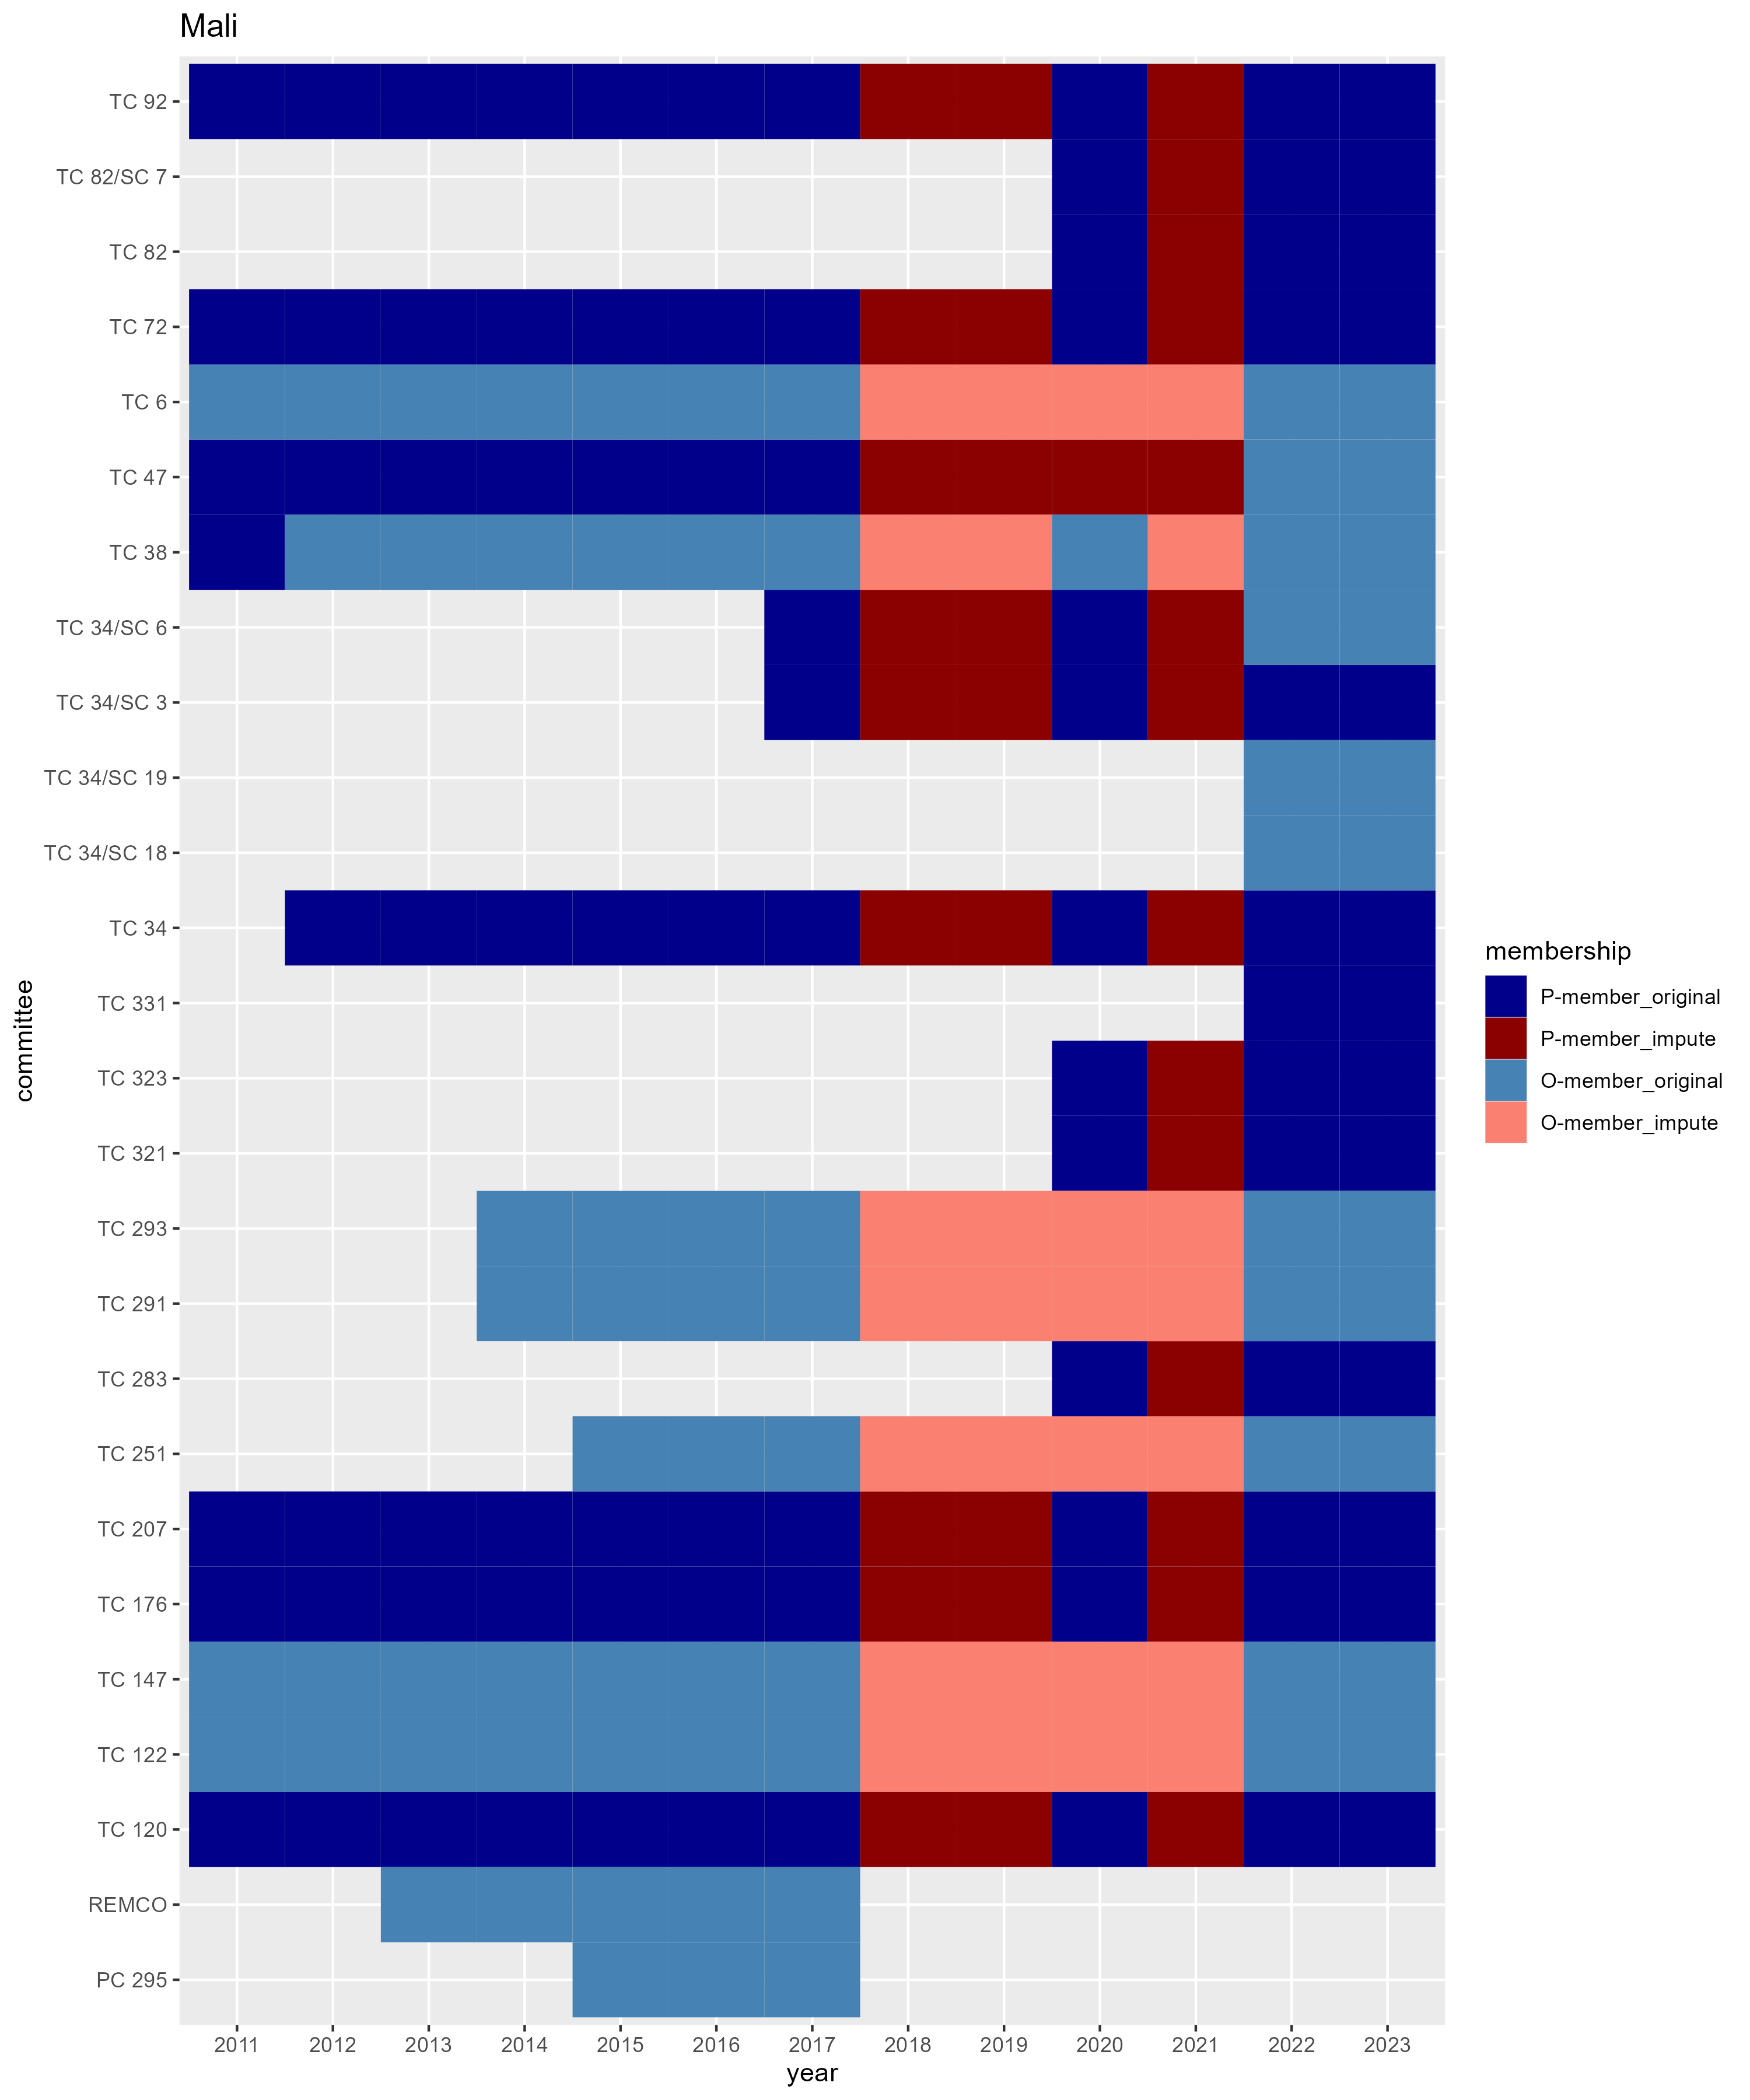 Mali
TC 92
TC 82/SC 7
TC 82
TC 72
TC 6
TC 47
TC 38
TC 34/SC 6
TC 34/SC 3
TC 34/SC 19
TC 34/SC 18
TC 34
TC 331
TC 323
TC 321
TC 293
TC 291
TC 283
TC 251
TC 207
TC 176
TC 147
TC 122
TC 120
REMCO
PC 295
committee
2011 2012 2013 2014 2015 2016 2017 2018 2019 2020 2021 2022 2023
year
membership
P-member_original
P-member_impute
O-member_original
O-member_impute